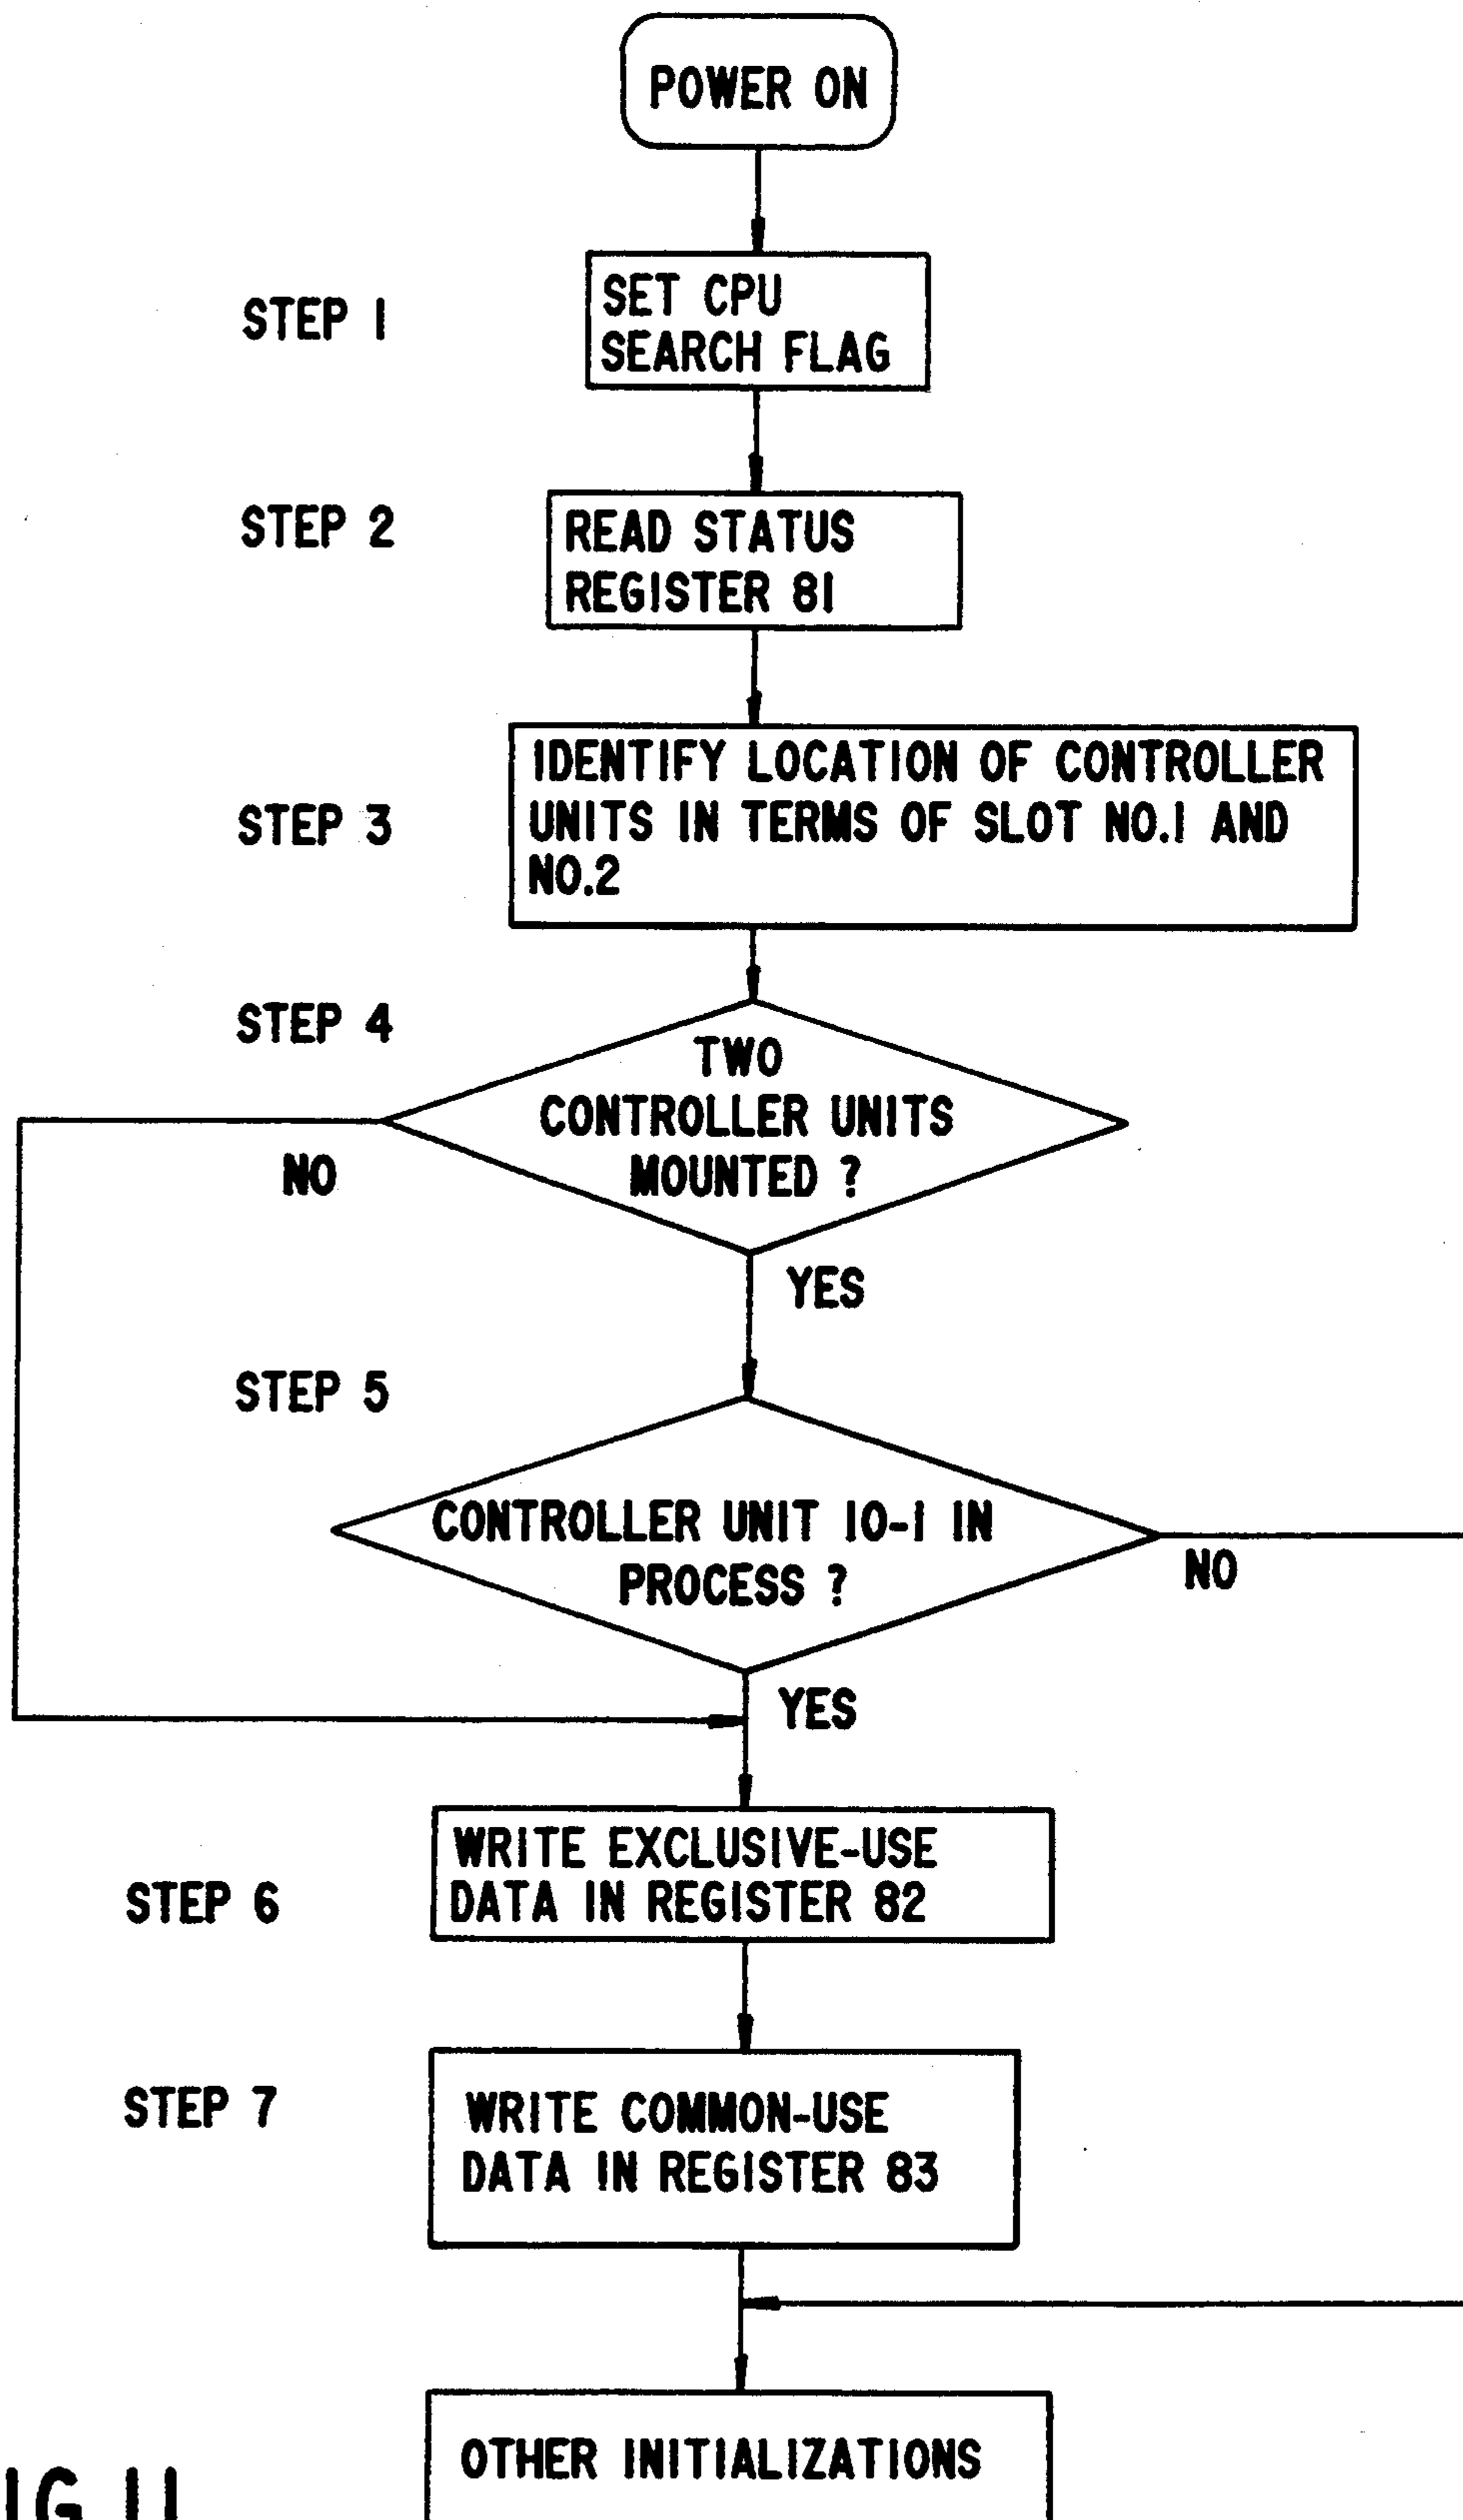 POWER ON
STEP 1
SET CPU
SEARCH FLAG
STEP 2
READ STATUS
REGISTER 81
STEP 3
IDENTIFY LOCATION OF CONTROLLER
UNITS IN TERMS OF SLOT NO.1 AND
NO.2
STEP 4
TWO
CONTROLLER UNITS
MOUNTED ?
NO
YES
STEP 5
CONTROLLER UNIT 10-1 IN
PROCESS ?
NO
YES
STEP 6
WRITE EXCLUSIVE-USE
DATA IN REGISTER 82
STEP 7
WRITE COMMON-USE
DATA IN REGISTER 83
OTHER INITIALIZATIONS
IG.11